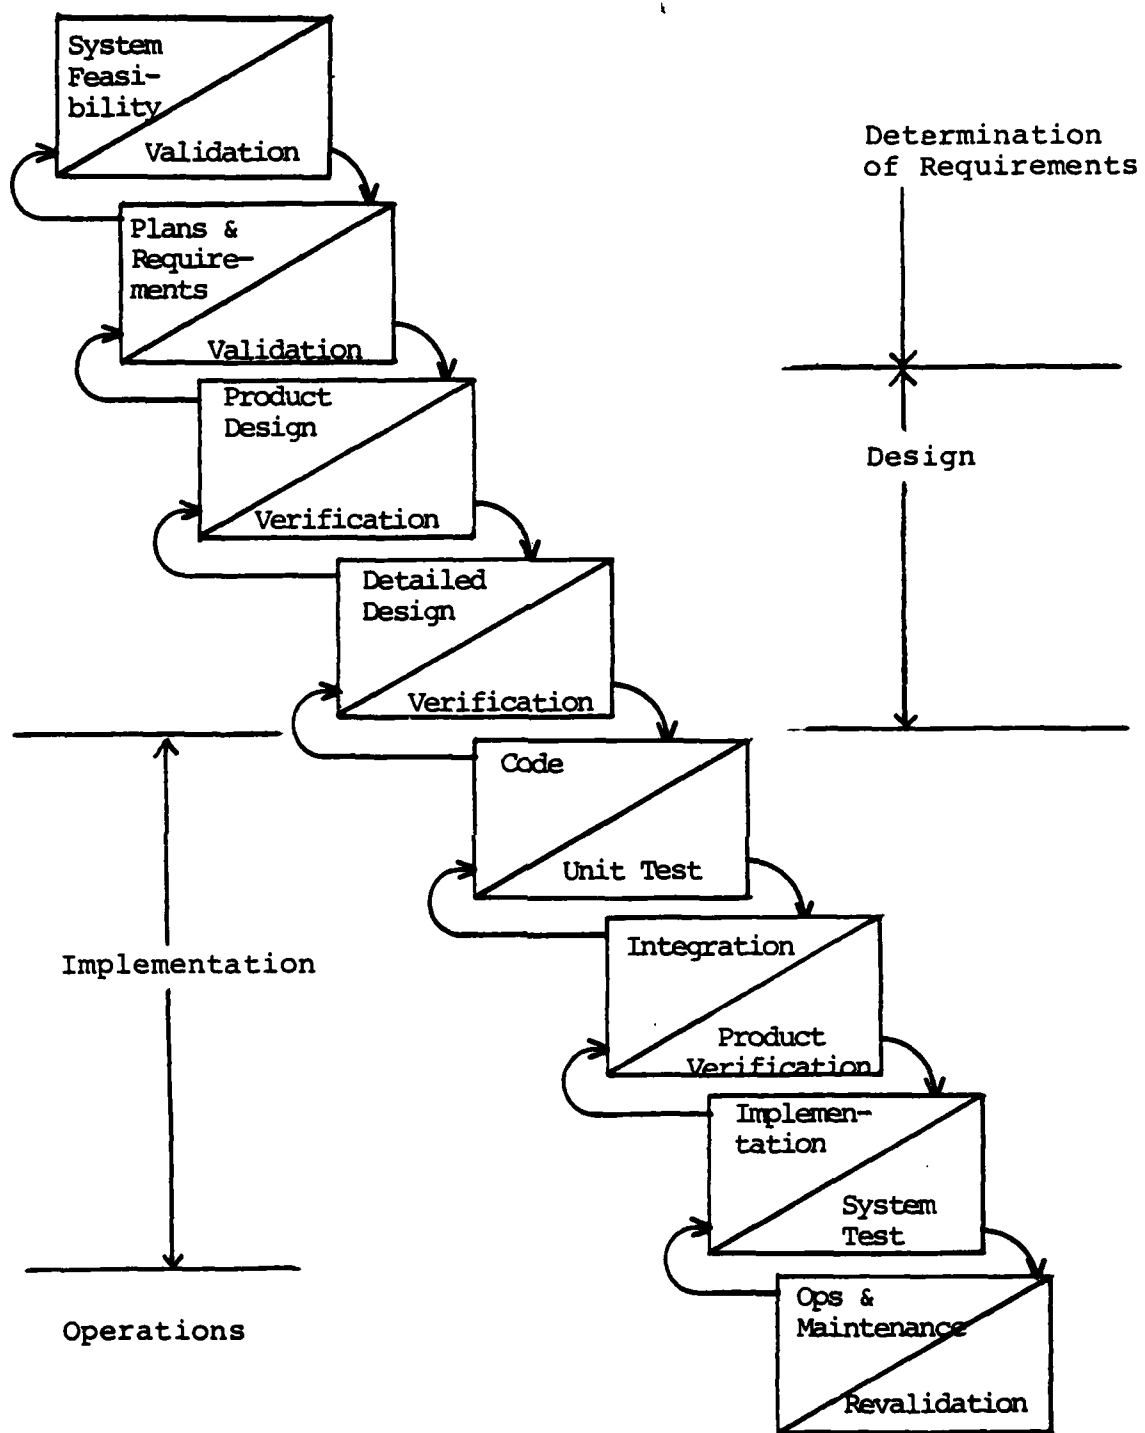 System
Feasi-
bility
Validation
Determination
of Requirements
Plans &
Require-
ments
Validation
Product
Design
Verification
Design
Detailed
Design
Verification
Code
Unit Test
Implementation
Integration
Product
Verification
Implemen-
tation
System
Test
Operations
Ops &
Maintenance
Revalidation